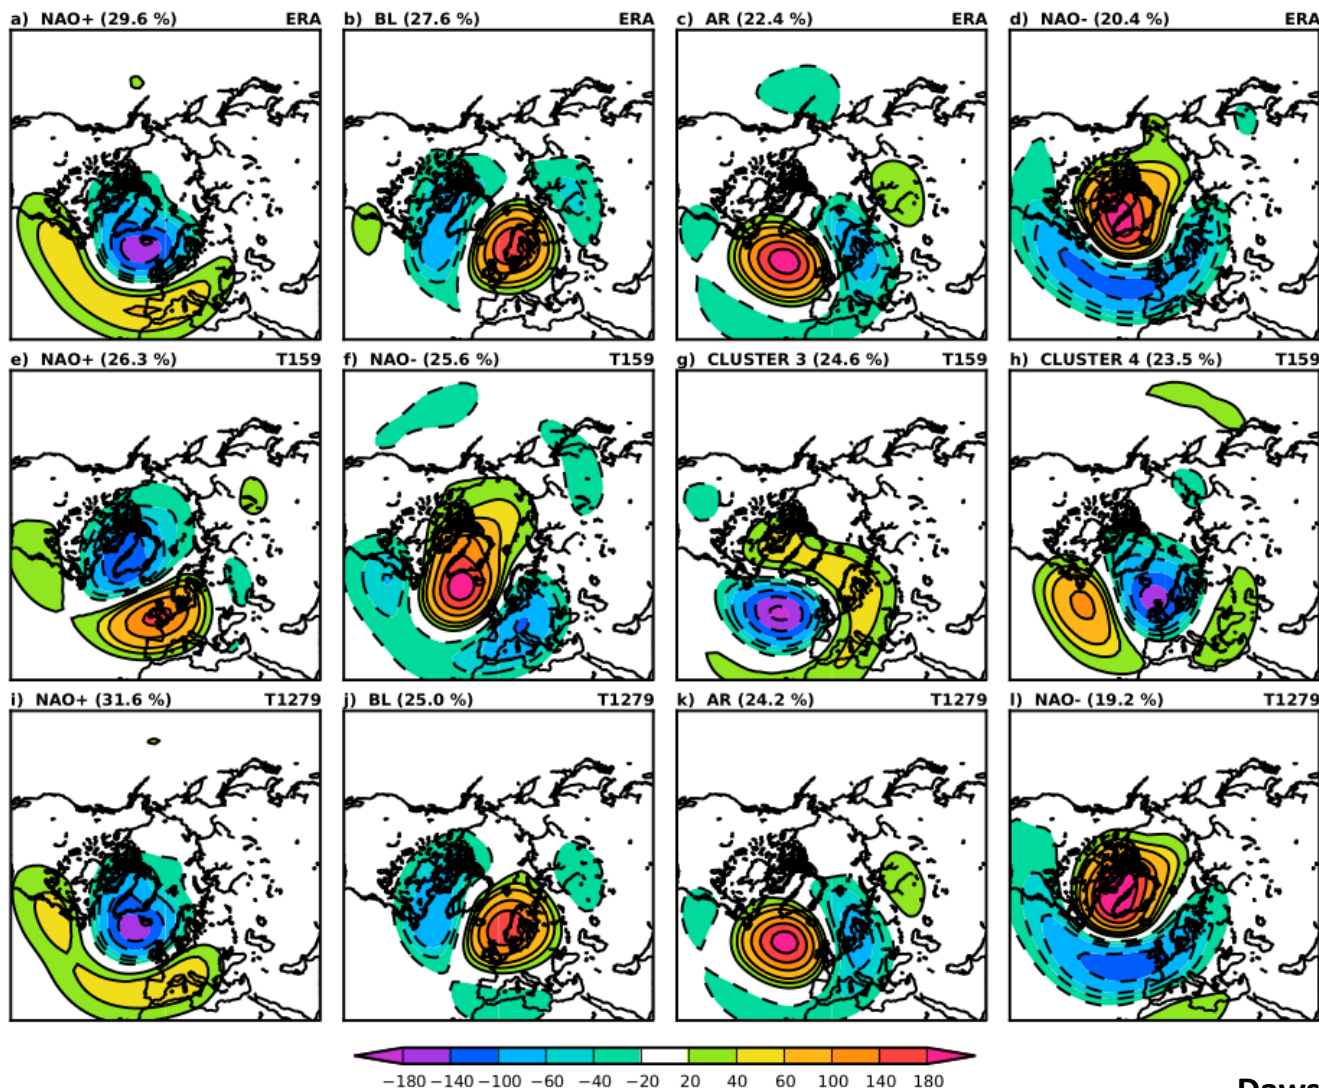 a) NAO+ (29.6 %) ERA
b) BL (27.6 %) ERA
c) AR (22.4 %) ERA
d) NAO- (20.4 %) ERA
e) NAO+ (26.3 %) T159
f) NAO- (25.6 %) T159
g) CLUSTER 3 (24.6 %) T159
h) CLUSTER 4 (23.5 %) T159
i) NAO+ (31.6 %) T1279
j) BL (25.0 %) T1279
k) AR (24.2 %) T1279
l) NAO- (19.2 %) T1279
−180 −140 −100 −60 −40 −20 20 40 60 100 140 180